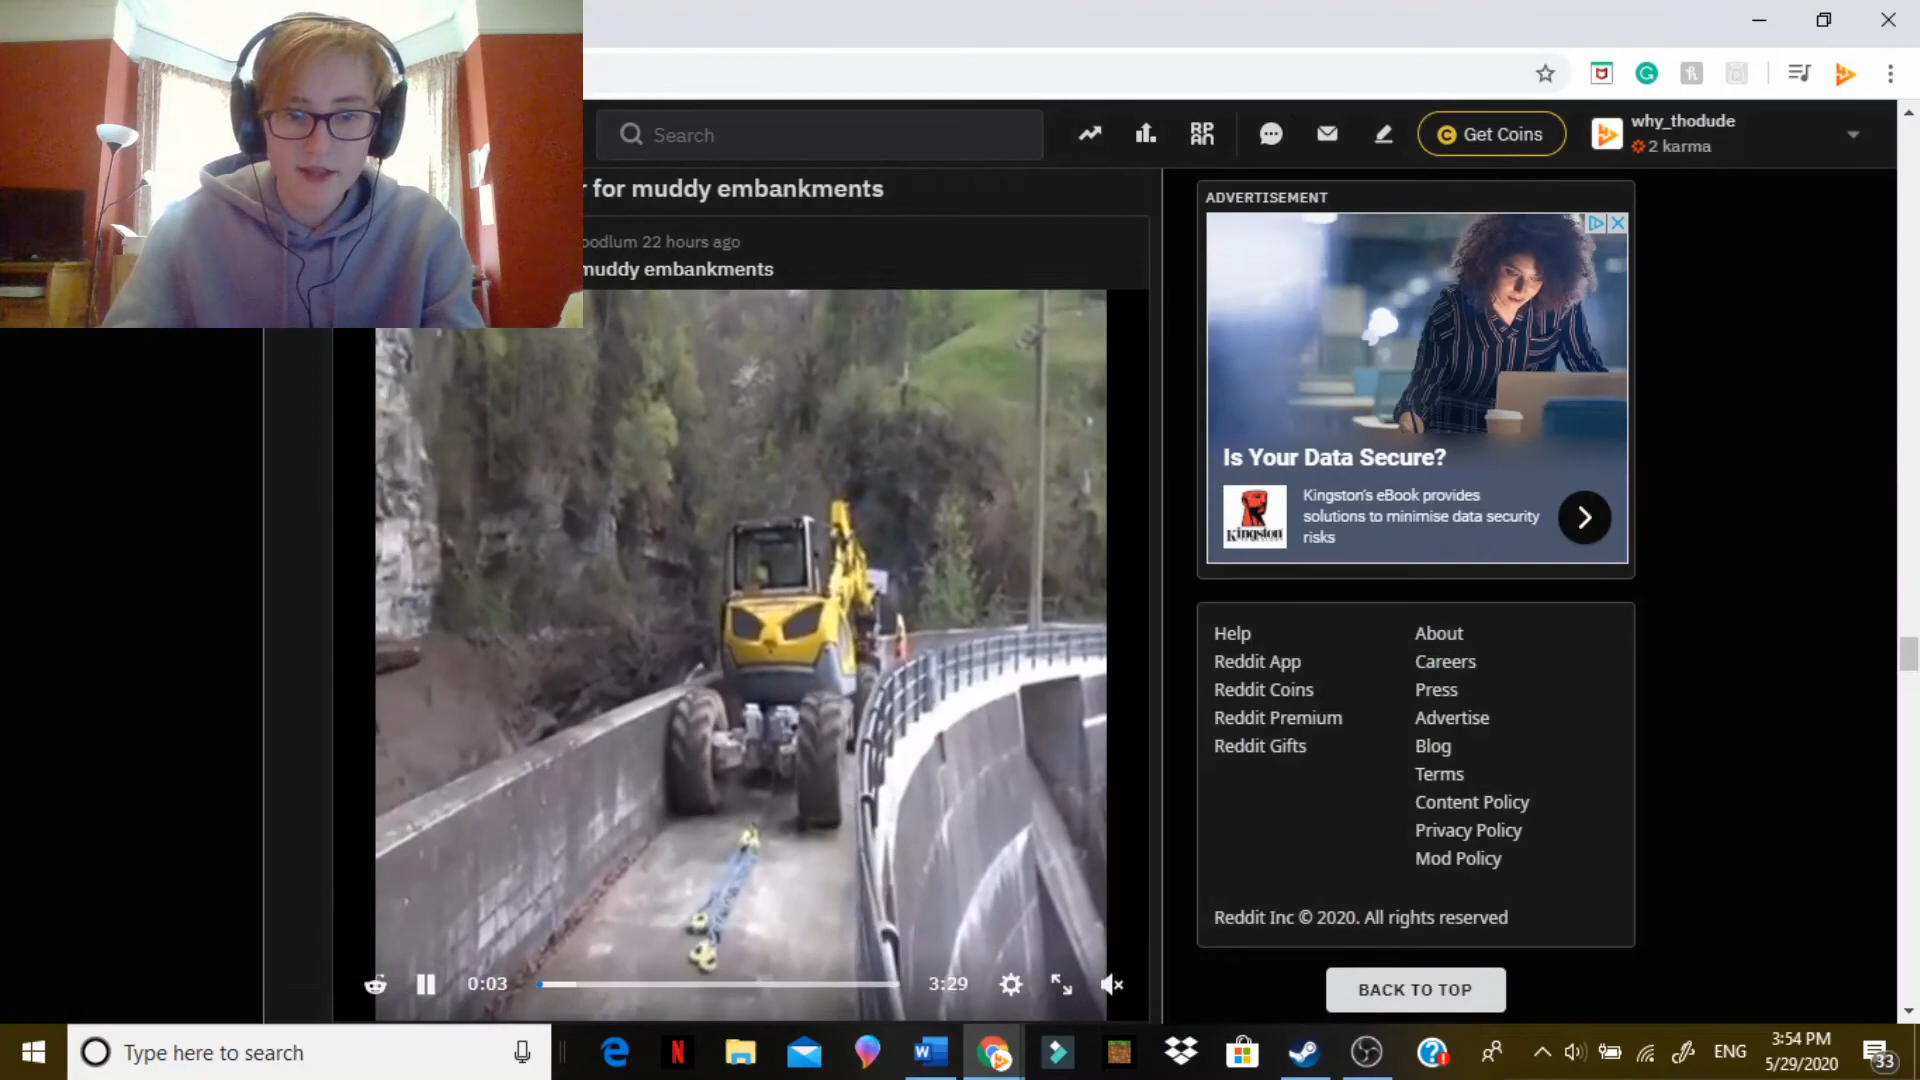 Search
Get Coins
why_thodude
2 karma
for muddy embankments
oodlum 22 hours ago
muddy embankments
0:03
3:29
ADVERTISEMENT
Is Your Data Secure?
Kingston
Kingston's eBook provides
solutions to minimise data security
risks
Help
About
Reddit App
Careers
Reddit Coins
Press
Reddit Premium
Advertise
Reddit Gifts
Blog
Terms
Content Policy
Privacy Policy
Mod Policy
Reddit Inc © 2020. All rights reserved
BACK TO TOP
Type here to search
ENG
3:54 PM
5/29/2020
33